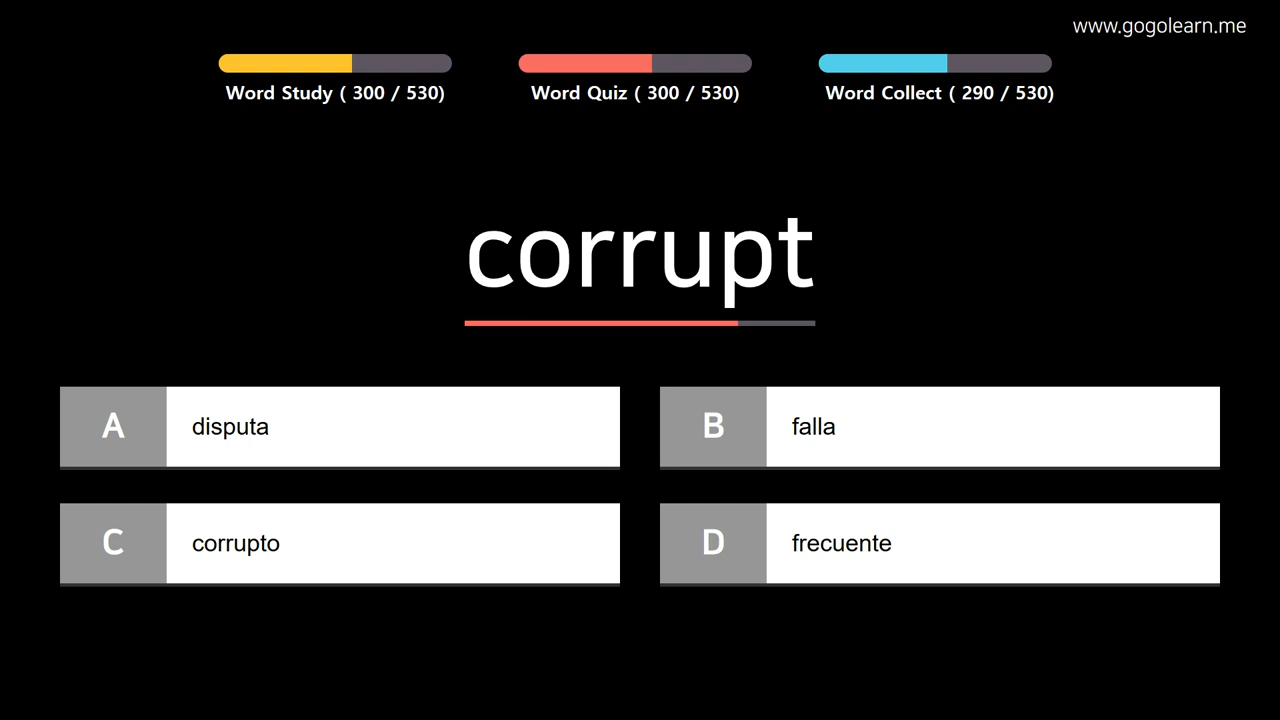 www.gogolearn.me
Word Study ( 300 / 530)
Word Quiz ( 300 / 530)
Word Collect ( 290 / 530)
corrupt
A disputa
B falla
C corrupto
D frecuente